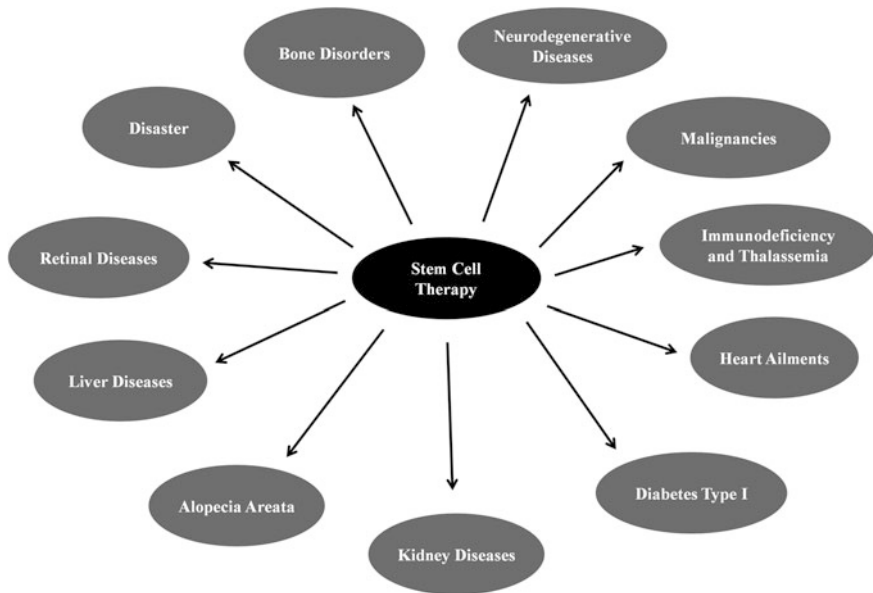 Neurodegenerative
Diseases
Bone Disorders
Disaster
Malignancies
Immunodeficiency
and Thalassemia
Retinal Diseases
Stem Cell
Therapy
Heart Ailments
Liver Diseases
Diabetes Type I
Alopecia Areata
Kidney Diseases